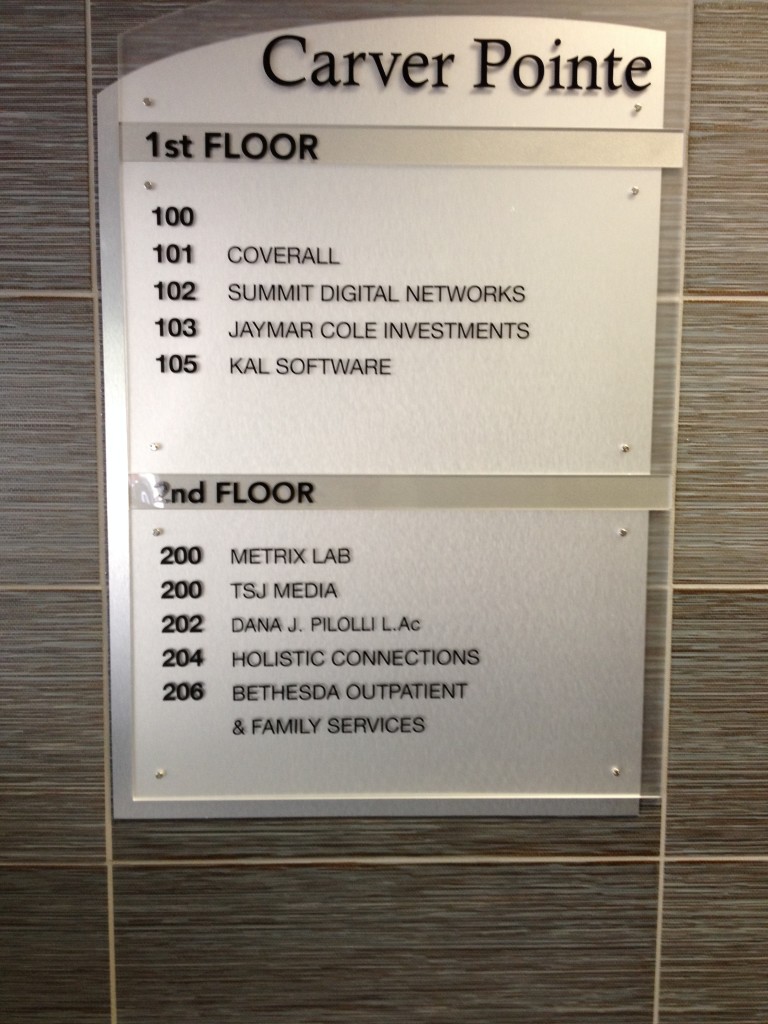 Carver Pointe
1st FLOOR
100
101 COVERALL
102 SUMMIT DIGITAL NETWORKS
103 JAYMAR COLE INVESTMENTS
105 KAL SOFTWARE
2nd FLOOR
200 METRIX LAB
200 TSJ MEDIA
202 DANA J. PILOLLI L.Ac
204 HOLISTIC CONNECTIONS
206 BETHESDA OUTPATIENT
& FAMILY SERVICES